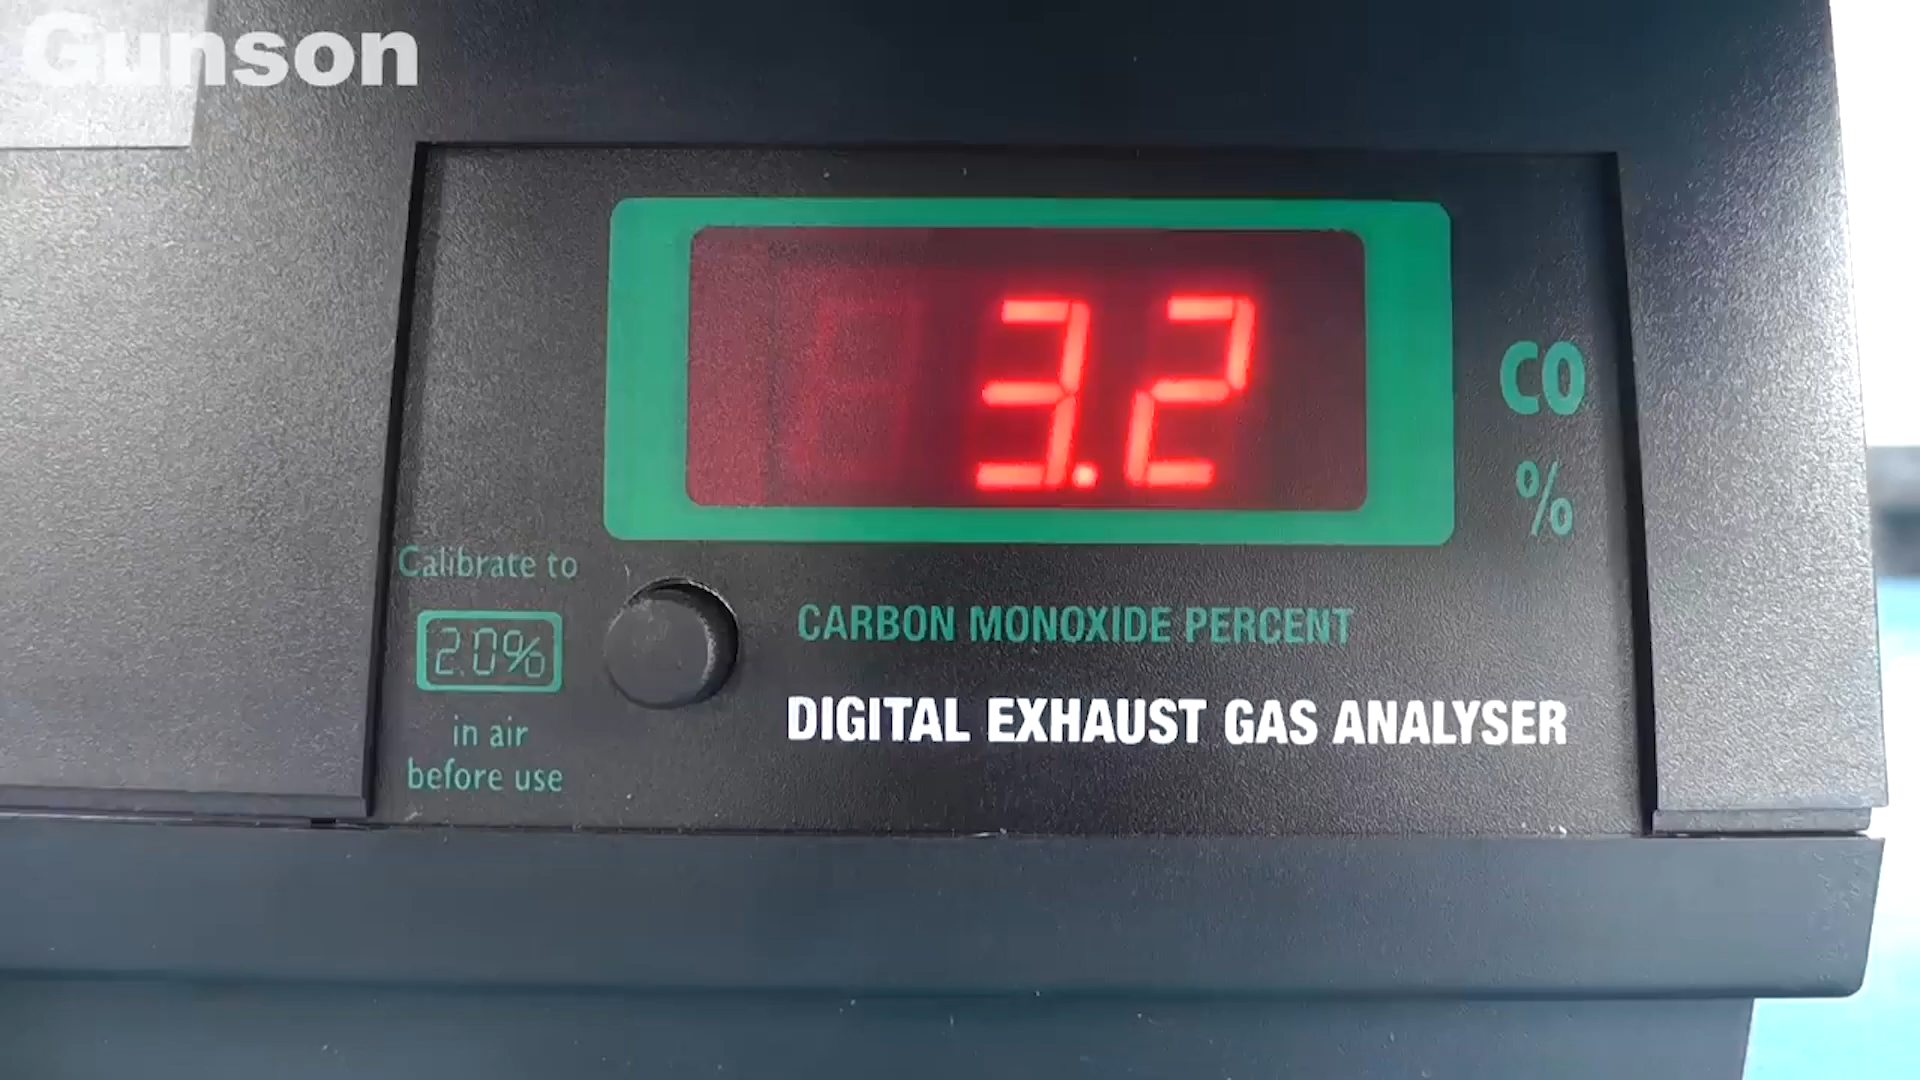 Gunson
3.2
CO
%
Calibrate to
2.0%
in air
before use
CARBON MONOXIDE PERCENT
DIGITAL EXHAUST GAS ANALYSER